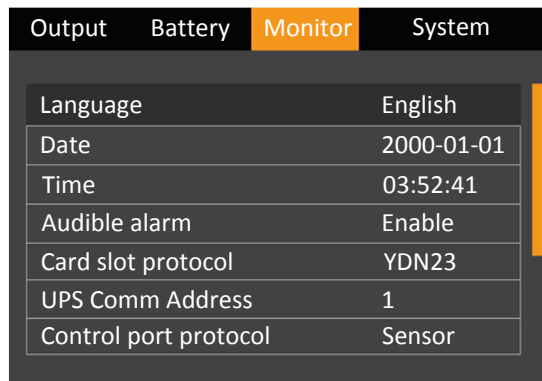 Output Battery Monitor System
Language English
Date 2000-01-01
Time 03:52:41
Audible alarm Enable
Card slot protocol YDN23
UPS Comm Address 1
Control port protocol Sensor